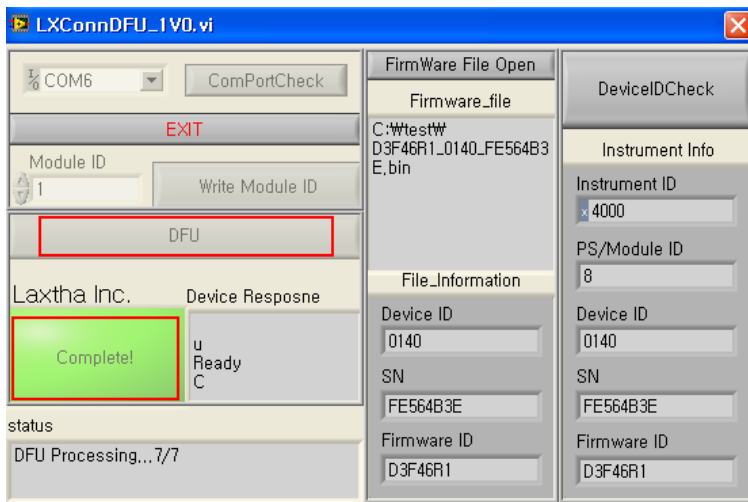 LXConnDFU_1V0.vi
COM6
ComPortCheck
EXIT
Module ID
1
Write Module ID
DFU
Laxtha Inc.
Device Resposne
Complete!
u
Ready
C
status
DFU Processing...7/7
FirmWare File Open
Firmware_file
C:₩test₩
D3F46R1_0140_FE564B3
E.bin
File_Information
Device ID
0140
SN
FE564B3E
Firmware ID
D3F46R1
DeviceIDCheck
Instrument Info
Instrument ID
x 4000
PS/Module ID
8
Device ID
0140
SN
FE564B3E
Firmware ID
D3F46R1